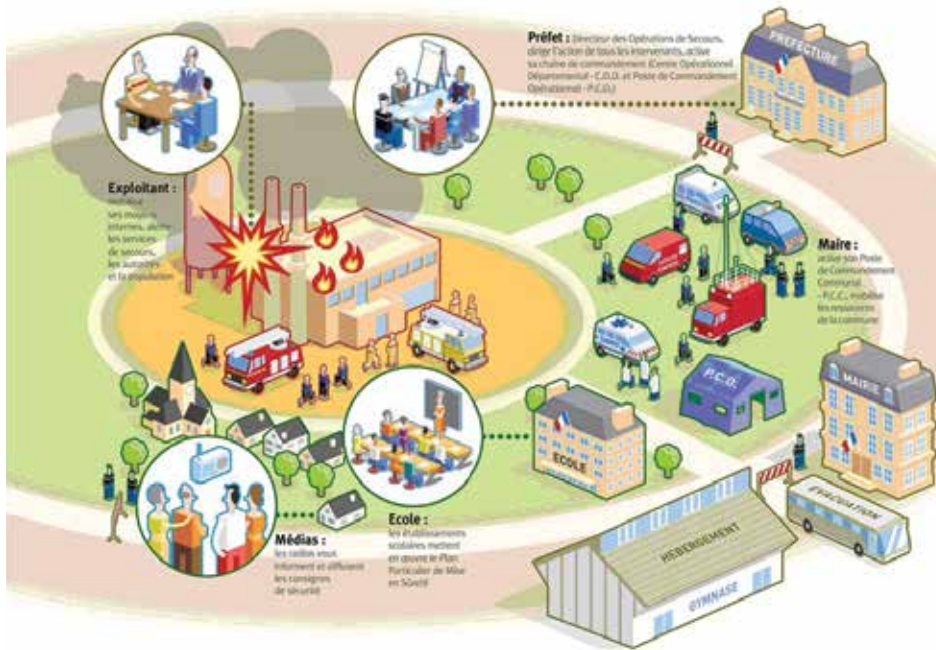 Préfet : Directeur des Opérations de Secours,
dirige l'action de tous les intervenants, active
sa chaîne de commandement (Centre Opérationnel
Départemental - C.O.D. et Poste de Commandement
Opérationnel - P.C.O.)
PREFECTURE
Exploitant :
ses moyens
internes, alerte
les services
de secours,
les autorités
et la population
Maire :
active son Poste
de Commandement
Communal
- P.C.C., mobilise
les ressources
de la commune
P.C.O.
MAIRIE
ECOLE
EVACUATION
HEBERGEMENT
GYMNASE
Médias :
les radios vous
informent et diffusent
les consignes
de sécurité
Ecole :
les établissements
scolaires mettent
en œuvre le Plan
Particulier de Mise
en Sûreté